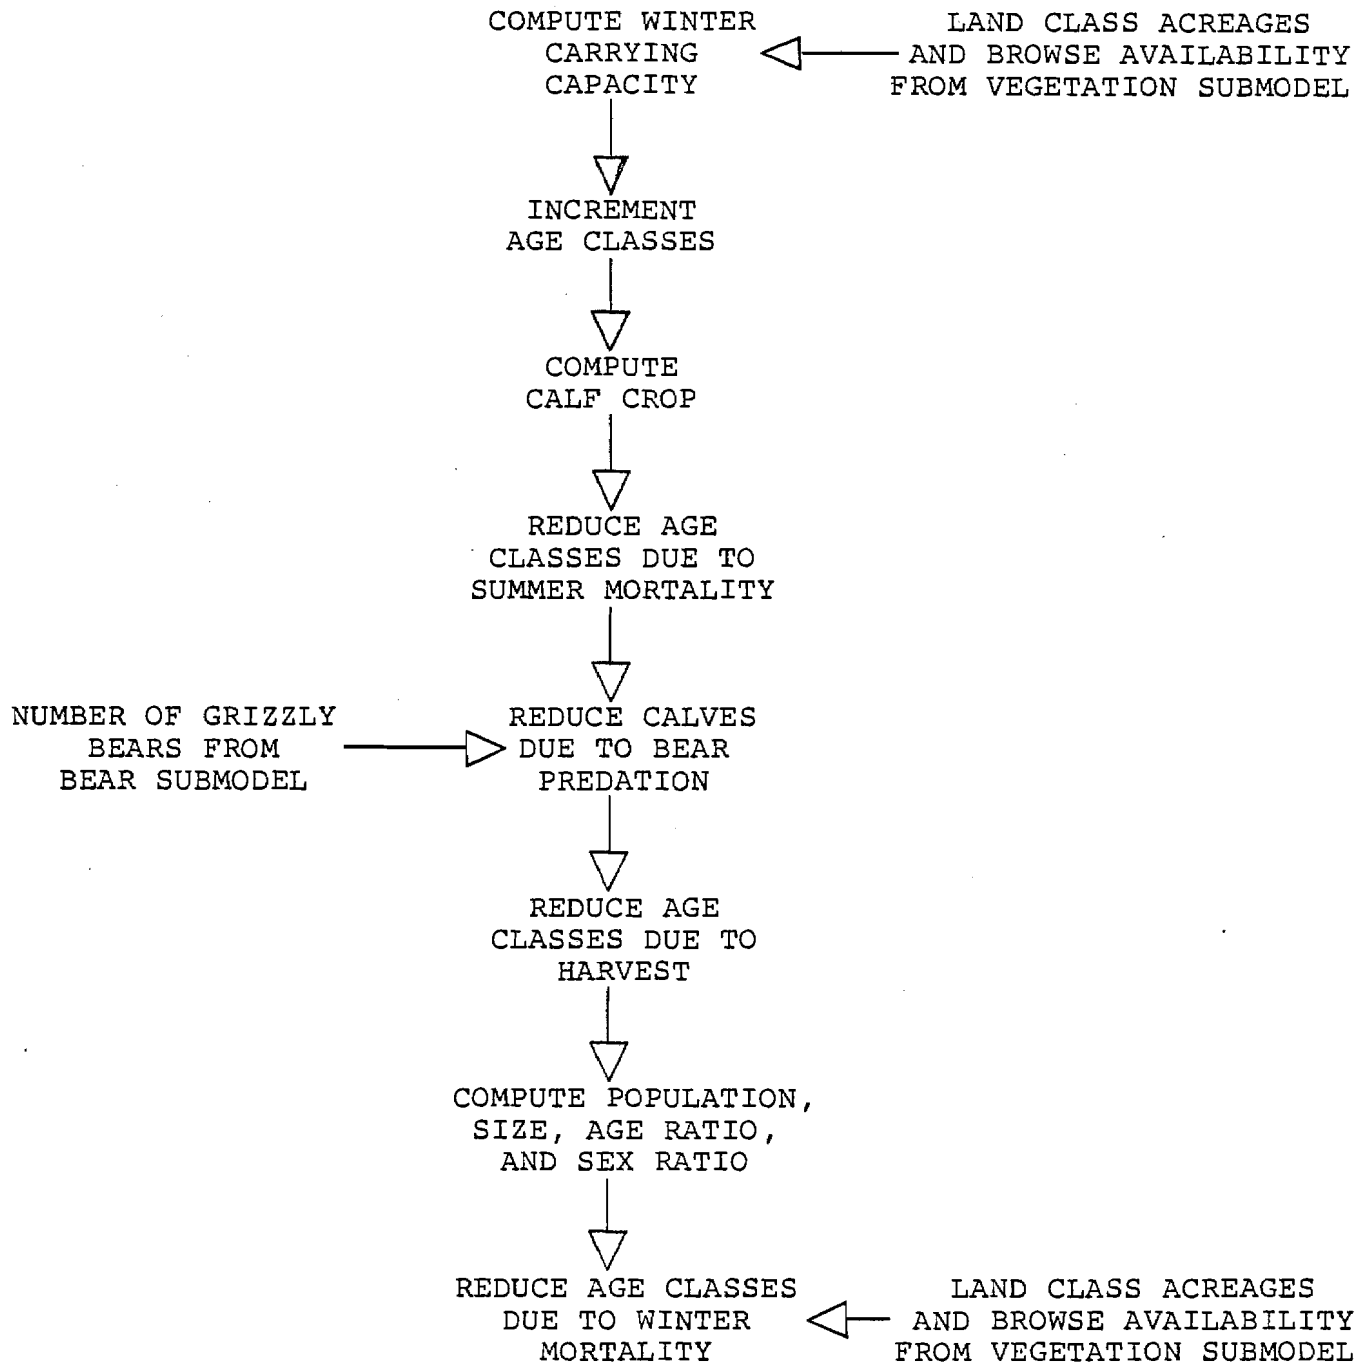 COMPUTE WINTER
CARRYING
CAPACITY
LAND CLASS ACREAGES
AND BROWSE AVAILABILITY
FROM VEGETATION SUBMODEL
INCREMENT
AGE CLASSES
COMPUTE
CALF CROP
REDUCE AGE
CLASSES DUE TO
SUMMER MORTALITY
NUMBER OF GRIZZLY
BEARS FROM
BEAR SUBMODEL
REDUCE CALVES
DUE TO BEAR
PREDATION
REDUCE AGE
CLASSES DUE TO
HARVEST
COMPUTE POPULATION,
SIZE, AGE RATIO,
AND SEX RATIO
REDUCE AGE CLASSES
DUE TO WINTER
MORTALITY
LAND CLASS ACREAGES
AND BROWSE AVAILABILITY
FROM VEGETATION SUBMODEL